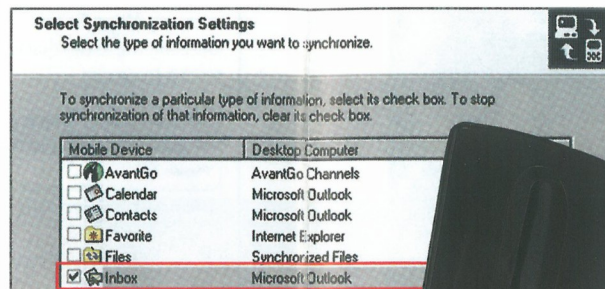 Select Synchronization Settings
Select the type of information you want to synchronize.
To synchronize a particular type of information, select its check box. To stop
synchronization of that information, clear its check box.
Mobile Device Desktop Computer
AvantGo AvantGo Channels
Calendar Microsoft Outlook
Contacts Microsoft Outlook
Favorite Internet Explorer
Files Synchronized Files
Inbox Microsoft Outlook